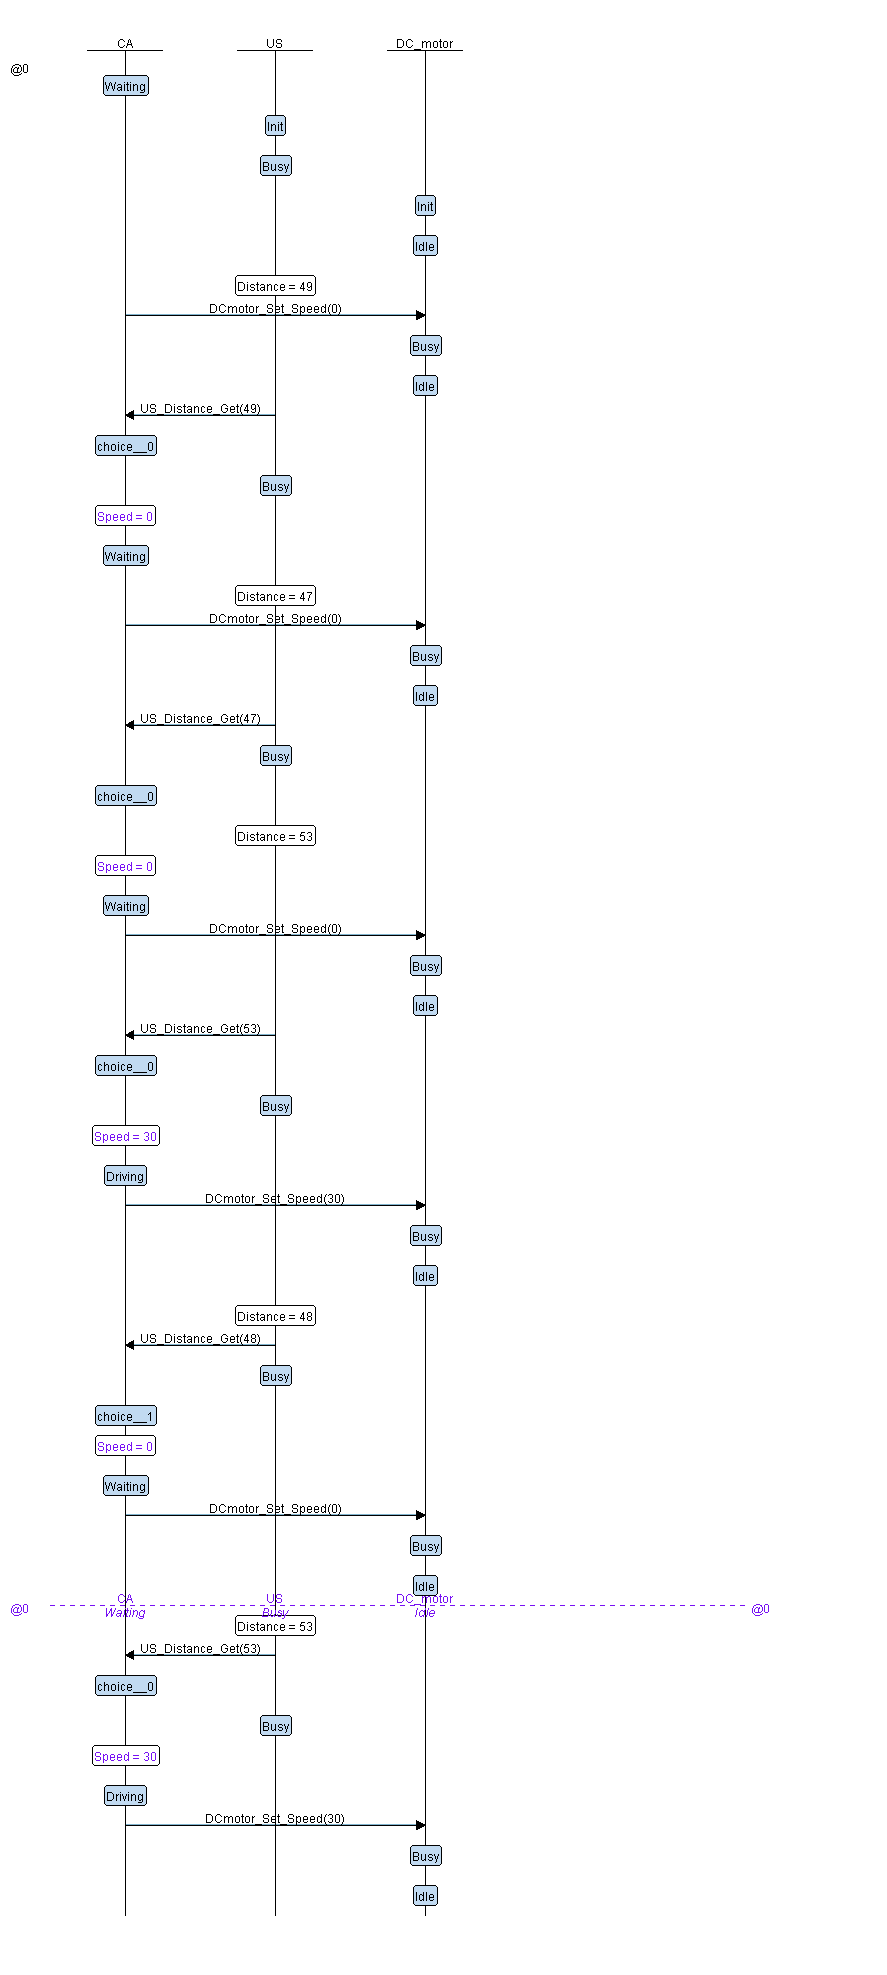 CA US DC_motor
@0
Waiting
Init
Busy
Init
Idle
Distance = 49
DCmotor_Set_Speed(0)
Busy
Idle
US_Distance_Get(49)
choice__0
Busy
Speed = 0
Waiting
Distance = 47
DCmotor_Set_Speed(0)
Busy
Idle
US_Distance_Get(47)
Busy
choice__0
Distance = 53
Speed = 0
Waiting
DCmotor_Set_Speed(0)
Busy
Idle
US_Distance_Get(53)
choice__0
Busy
Speed = 30
Driving
DCmotor_Set_Speed(30)
Busy
Idle
Distance = 48
US_Distance_Get(48)
Busy
choice__1
Speed = 0
Waiting
DCmotor_Set_Speed(0)
Busy
Idle
CA US DC_motor
@0 @0
Waiting Busy Idle
Distance = 53
US_Distance_Get(53)
choice__0
Busy
Speed = 30
Driving
DCmotor_Set_Speed(30)
Busy
Idle